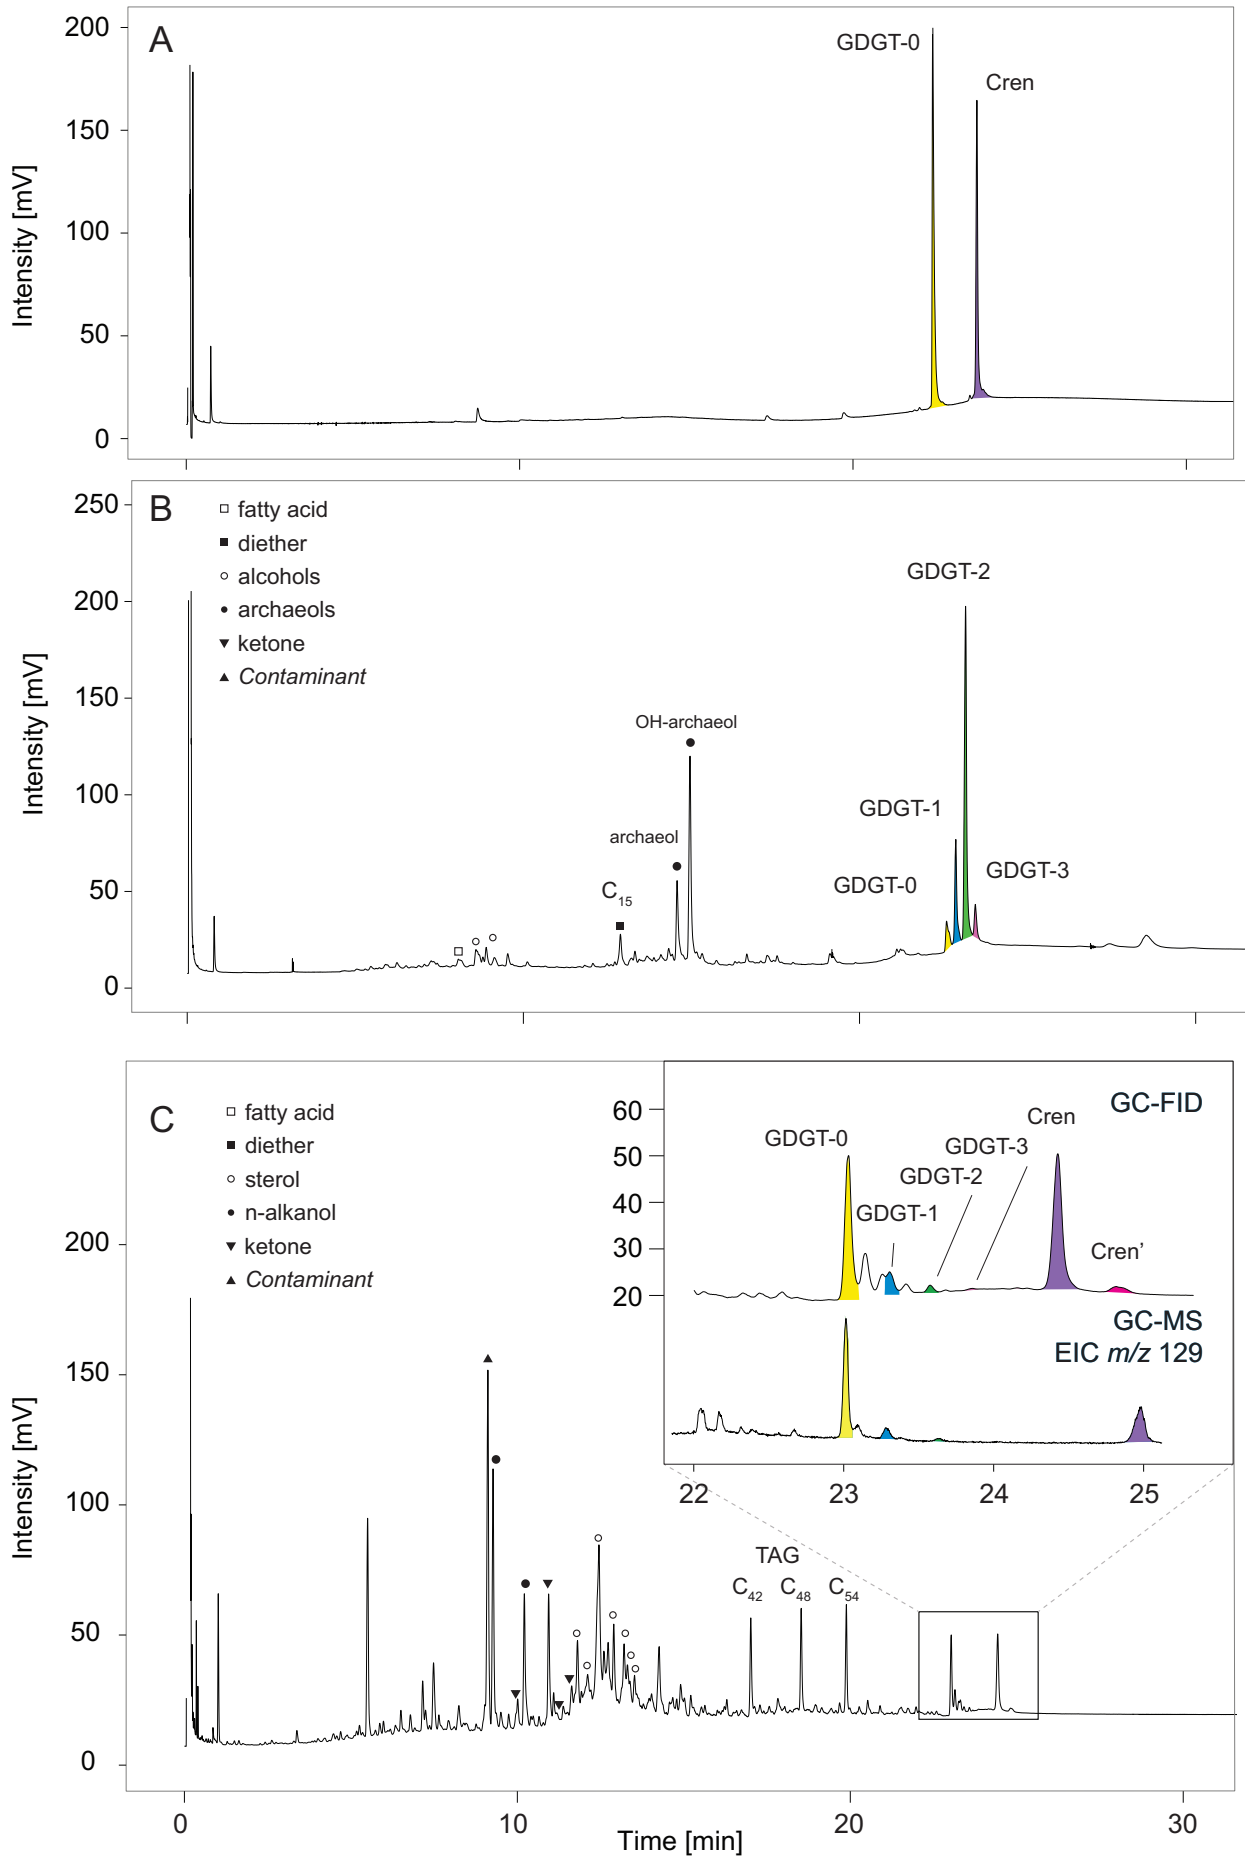 A
Intensity [mV]
200
150
100
50
0
GDGT-0
Cren
B
Intensity [mV]
250
200
150
100
50
0
fatty acid
diether
alcohols
archaeols
ketone
Contaminant
C15
archaeol
OH-archaeol
GDGT-0
GDGT-1
GDGT-2
GDGT-3
C
Intensity [mV]
200
150
100
50
0
fatty acid
diether
sterol
n-alkanol
ketone
Contaminant
TAG
C42 C48 C54
GC-FID
60
50
40
30
20
GDGT-0
GDGT-1
GDGT-2
GDGT-3
Cren
Cren’
GC-MS
EIC m/z 129
22 23 24 25
0 10 20 30
Time [min]